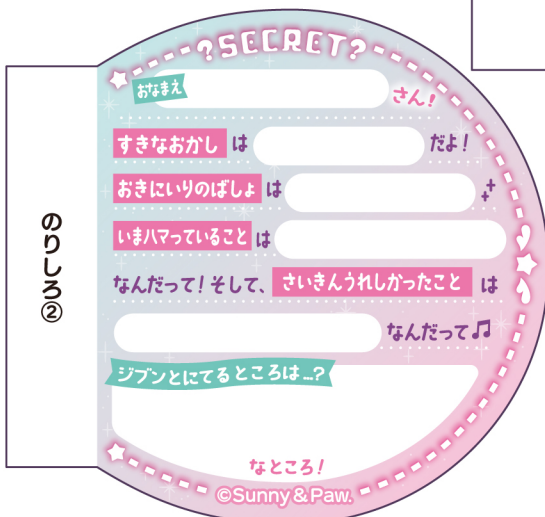 ?SECRET?
おなまえ さん!
すきなおかし は だよ!
おきにいりのばしょ は
いまハマっていること は
なんだって!そして、さいきんうれしかったこと は
なんだって♫
ジブンとにてるところは…?
なところ!
©Sunny&Paw.
のりしろ②